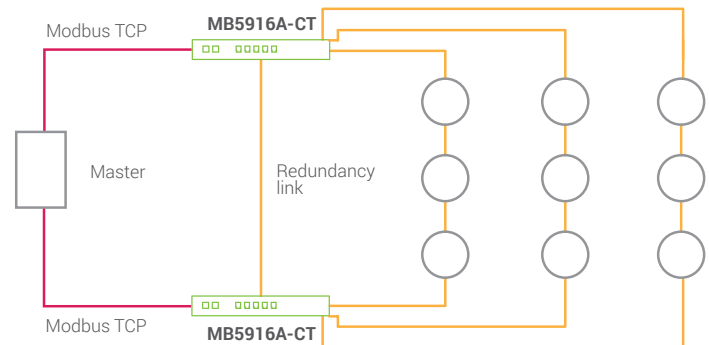 MB5916A-CT
Modbus TCP
Master
Redundancy
link
Modbus TCP
MB5916A-CT